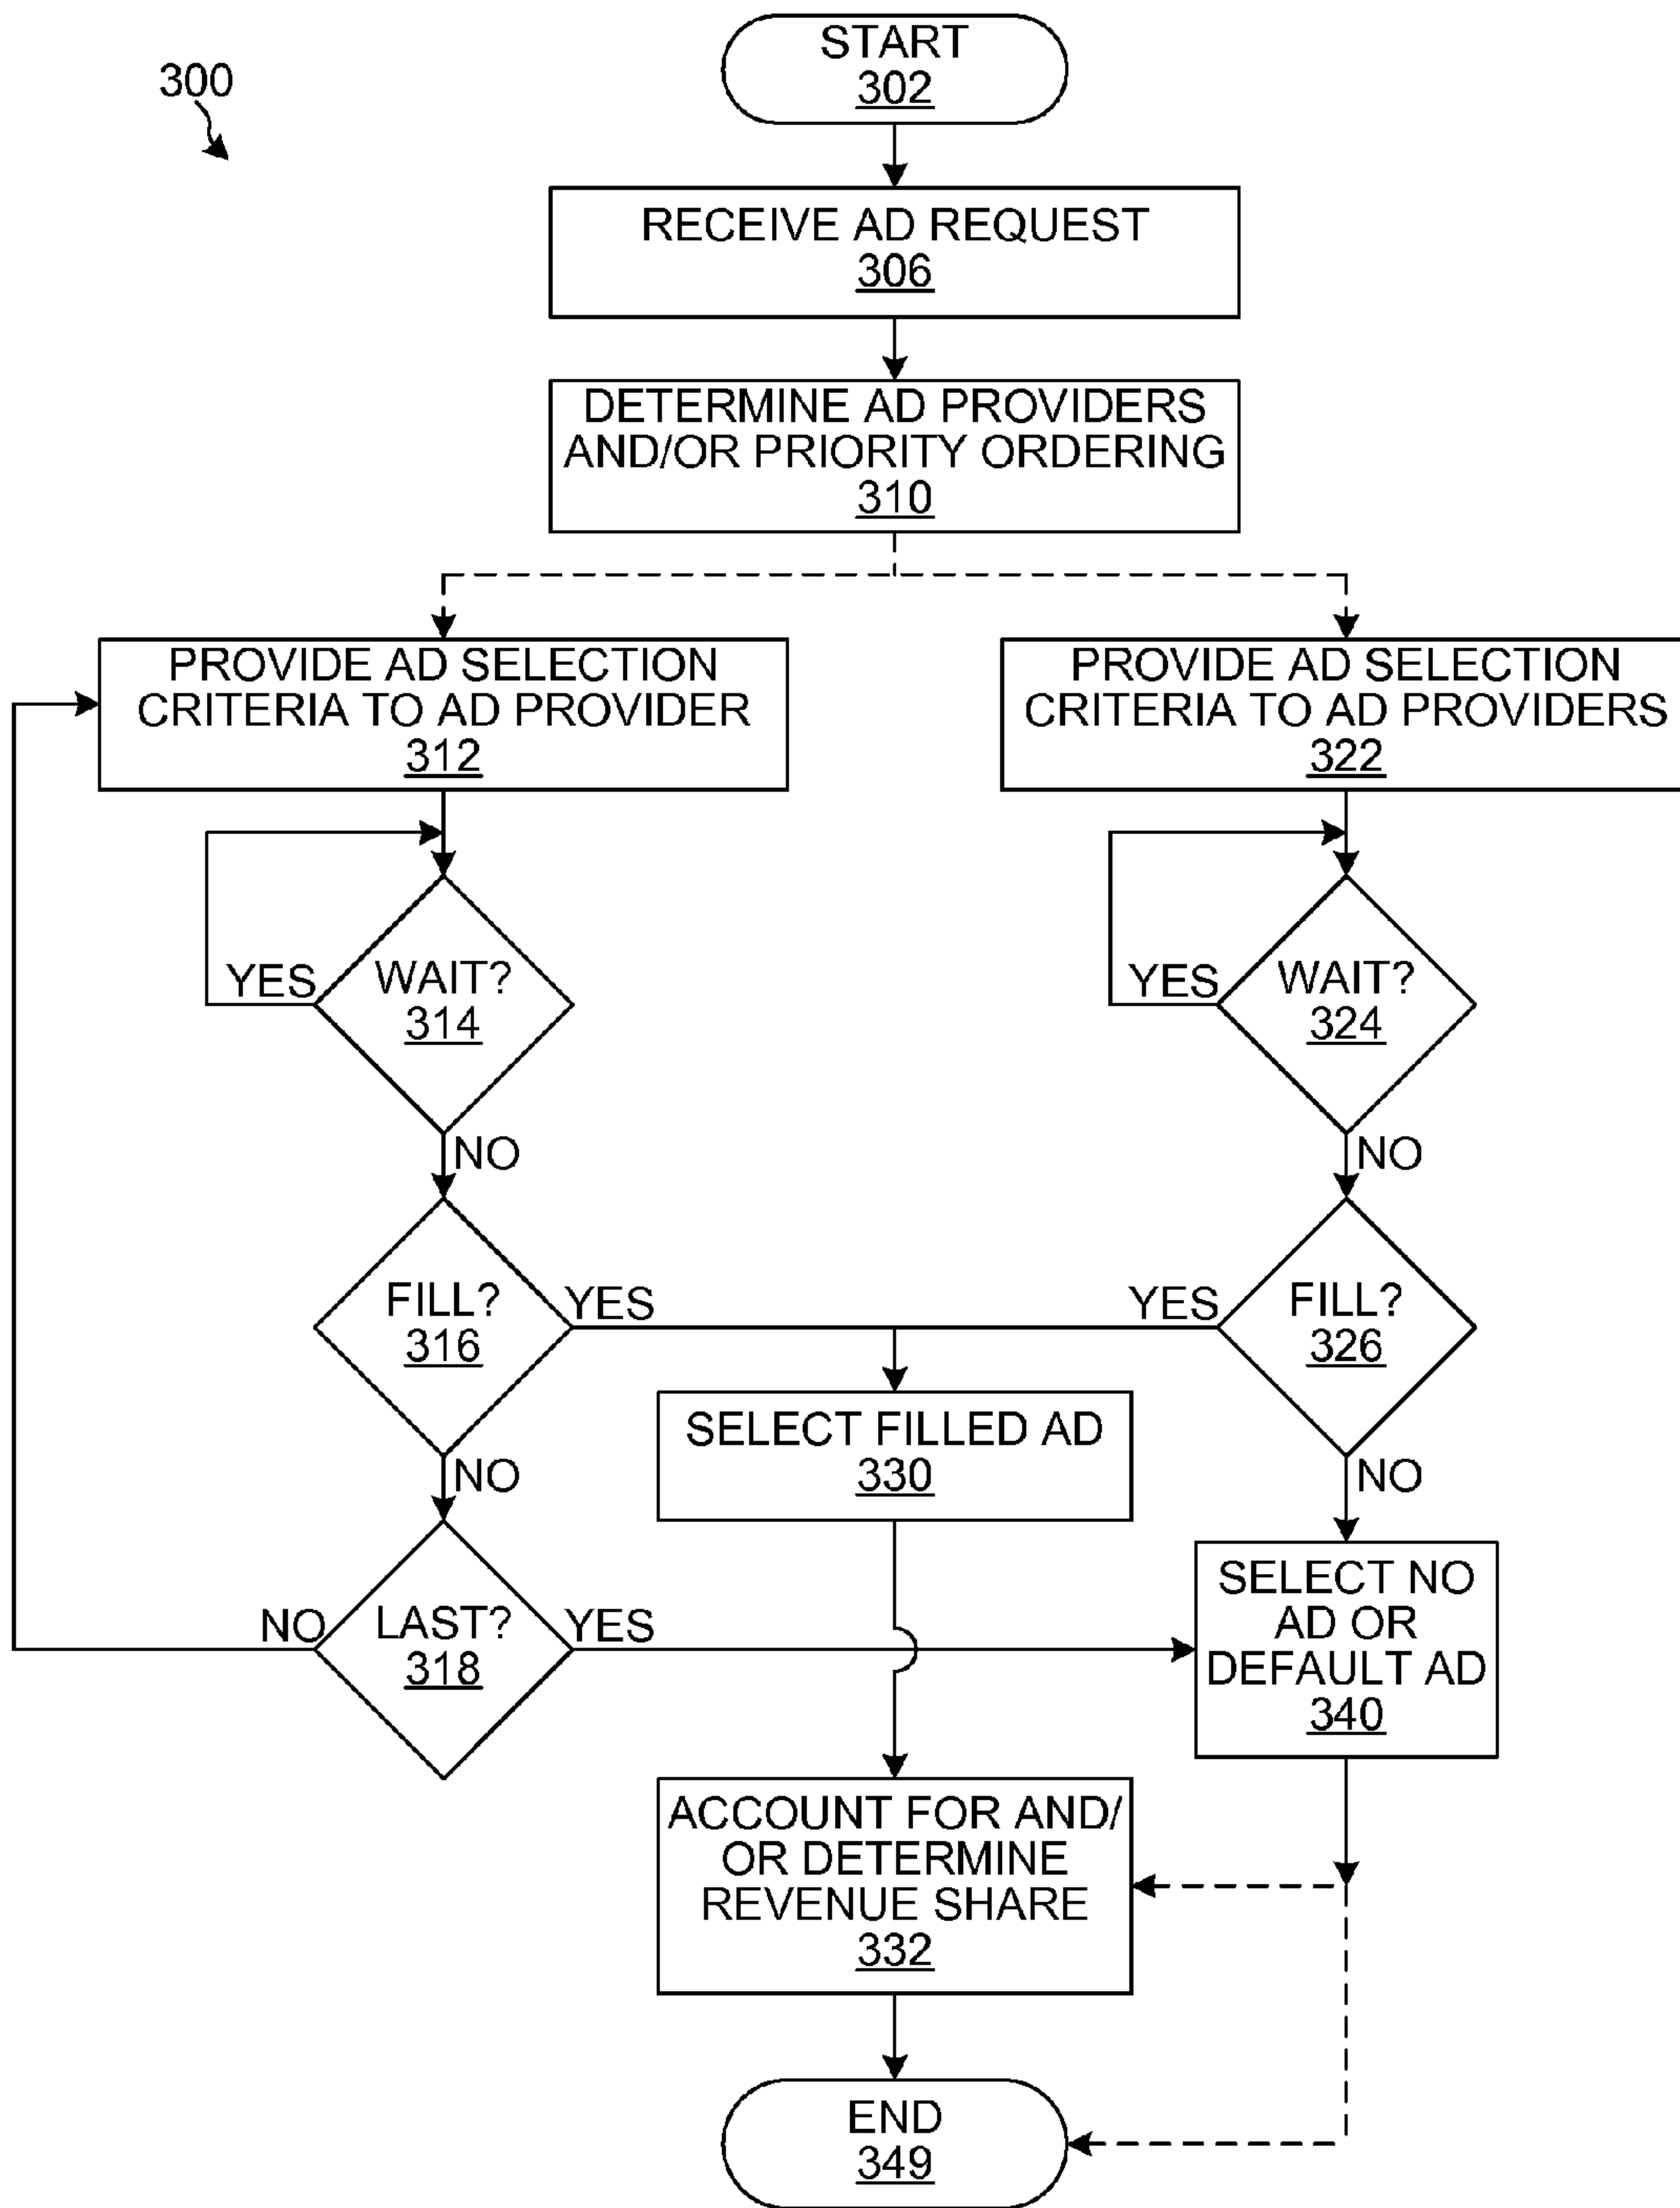 300
START
302
RECEIVE AD REQUEST
306
DETERMINE AD PROVIDERS
AND/OR PRIORITY ORDERING
310
PROVIDE AD SELECTION
CRITERIA TO AD PROVIDER
312
PROVIDE AD SELECTION
CRITERIA TO AD PROVIDERS
322
YES
WAIT?
314
NO
YES
WAIT?
324
NO
FILL?
316
YES
NO
YES
FILL?
326
NO
SELECT FILLED AD
330
NO
LAST?
318
YES
SELECT NO
AD OR
DEFAULT AD
340
ACCOUNT FOR AND/
OR DETERMINE
REVENUE SHARE
332
END
349